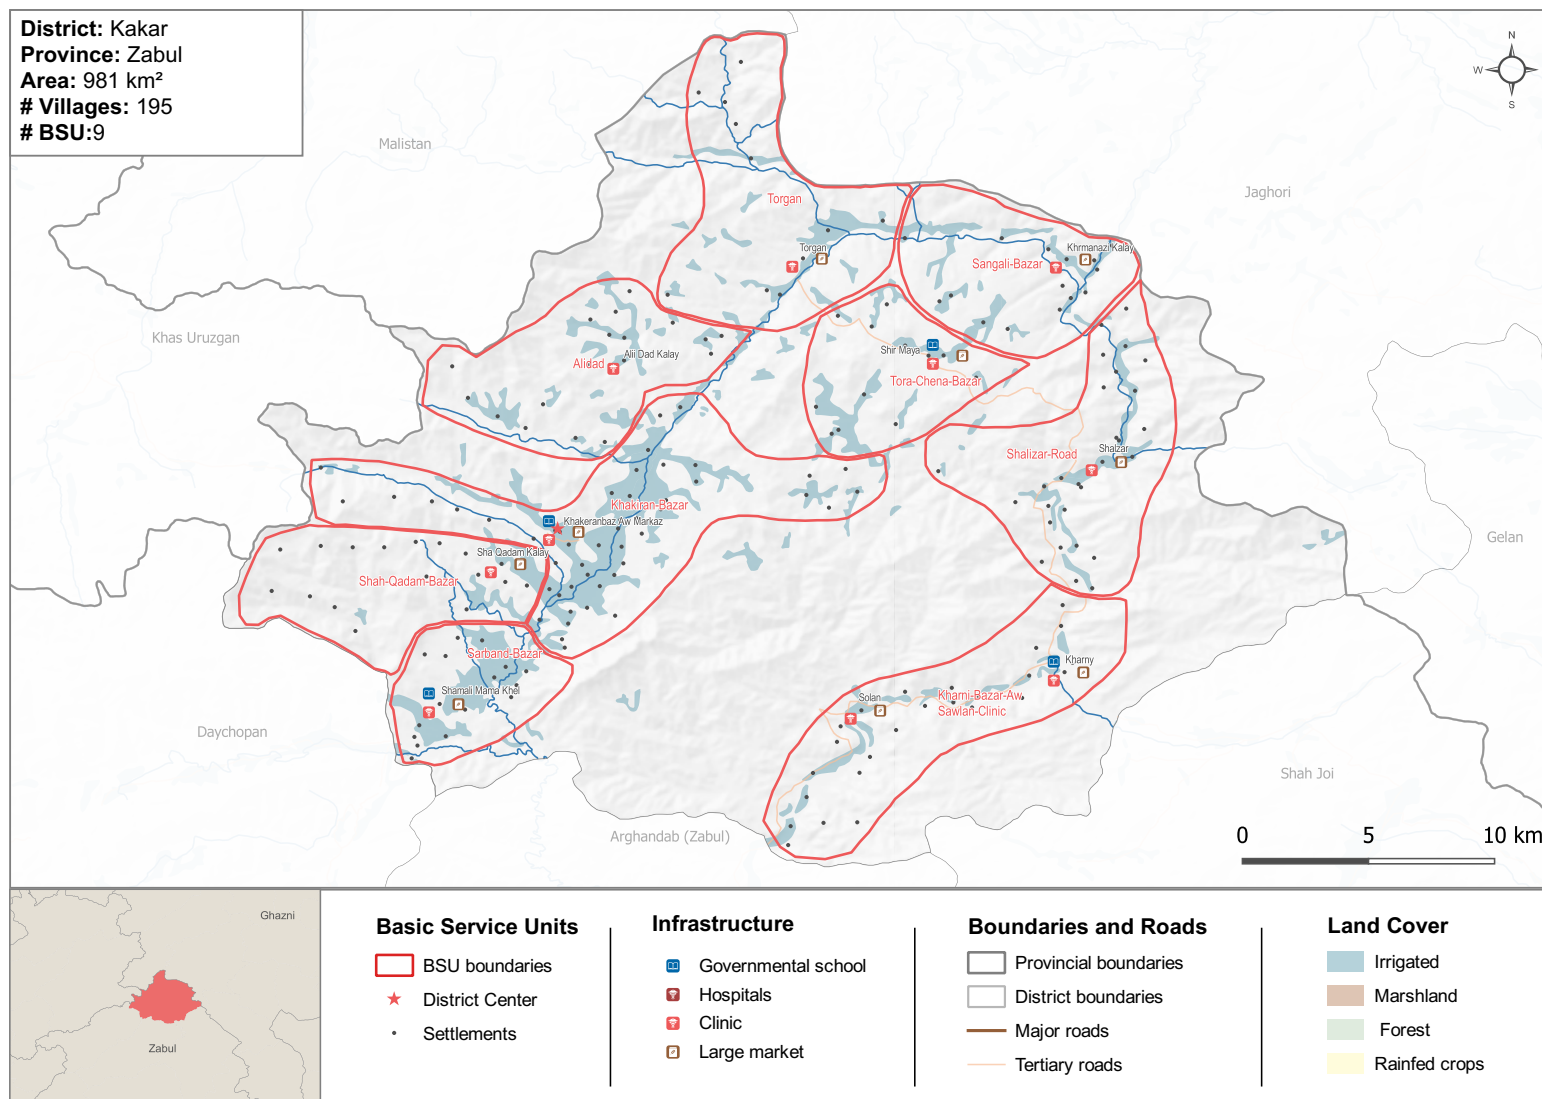 District: Kakar
Province: Zabul
Area: 981 km²
# Villages: 195
# BSU:9
N
W
S
Malistan
Jaghori
Torgan
Torgan
Sangali-Bazar
Khrmanazi Kalay
Khas Uruzgan
Alidad
Alii Dad Kalay
Shir Maya
Tora-Chena-Bazar
Shalizar-Road
Shalzar
Khakiran-Bazar
Khakeranbaz Aw Markaz
Gelan
Sha Qadam Kalay
Shah-Qadam-Bazar
Sarband-Bazar
Shamali Mama Khel
Kharny
Solan
Kharni-Bazar-Aw
Sawlan-Clinic
Daychopan
Shah Joi
Arghandab (Zabul)
0 5 10 km
Ghazni
Zabul
Basic Service Units
BSU boundaries
District Center
Settlements
Infrastructure
Governmental school
Hospitals
Clinic
Large market
Boundaries and Roads
Provincial boundaries
District boundaries
Major roads
Tertiary roads
Land Cover
Irrigated
Marshland
Forest
Rainfed crops